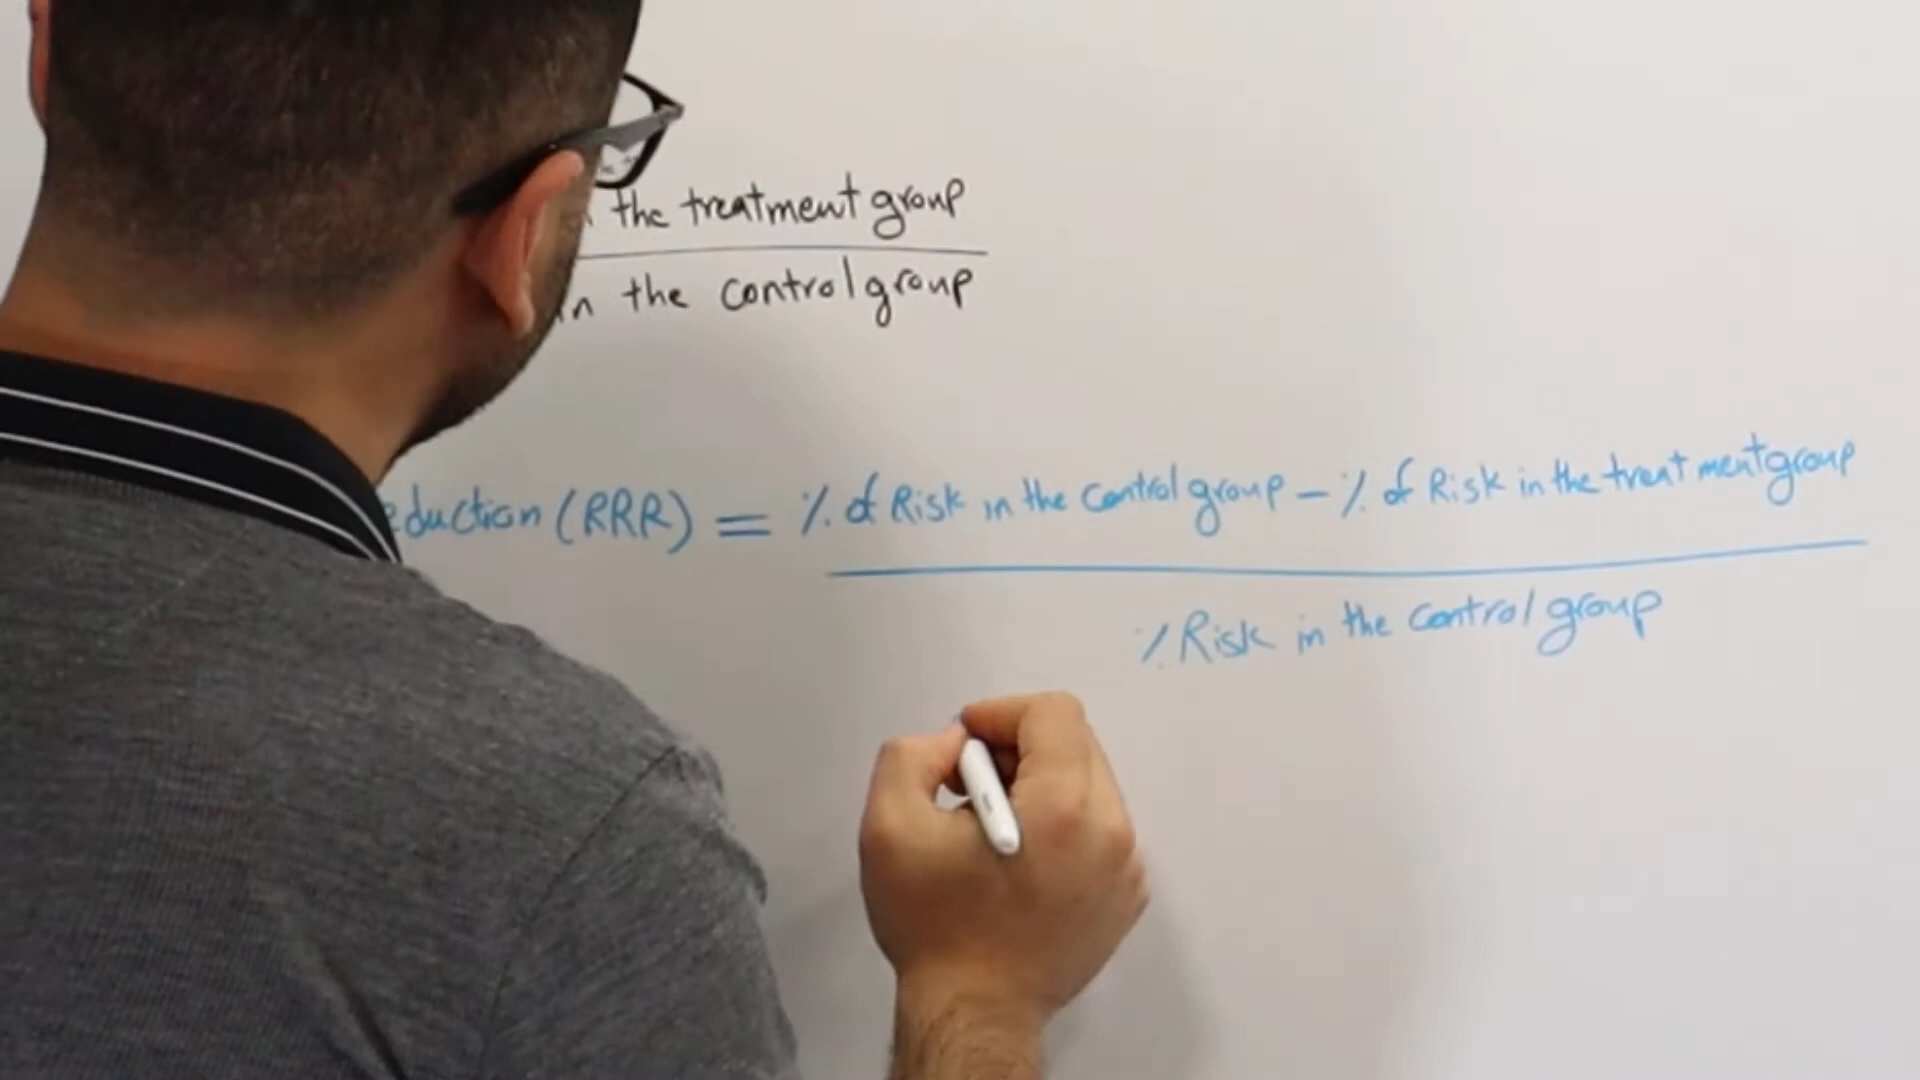 the treatment group
in the control group
eduction (RRR) = % of Risk in the control group - % of Risk in the treatment group
% Risk in the control group